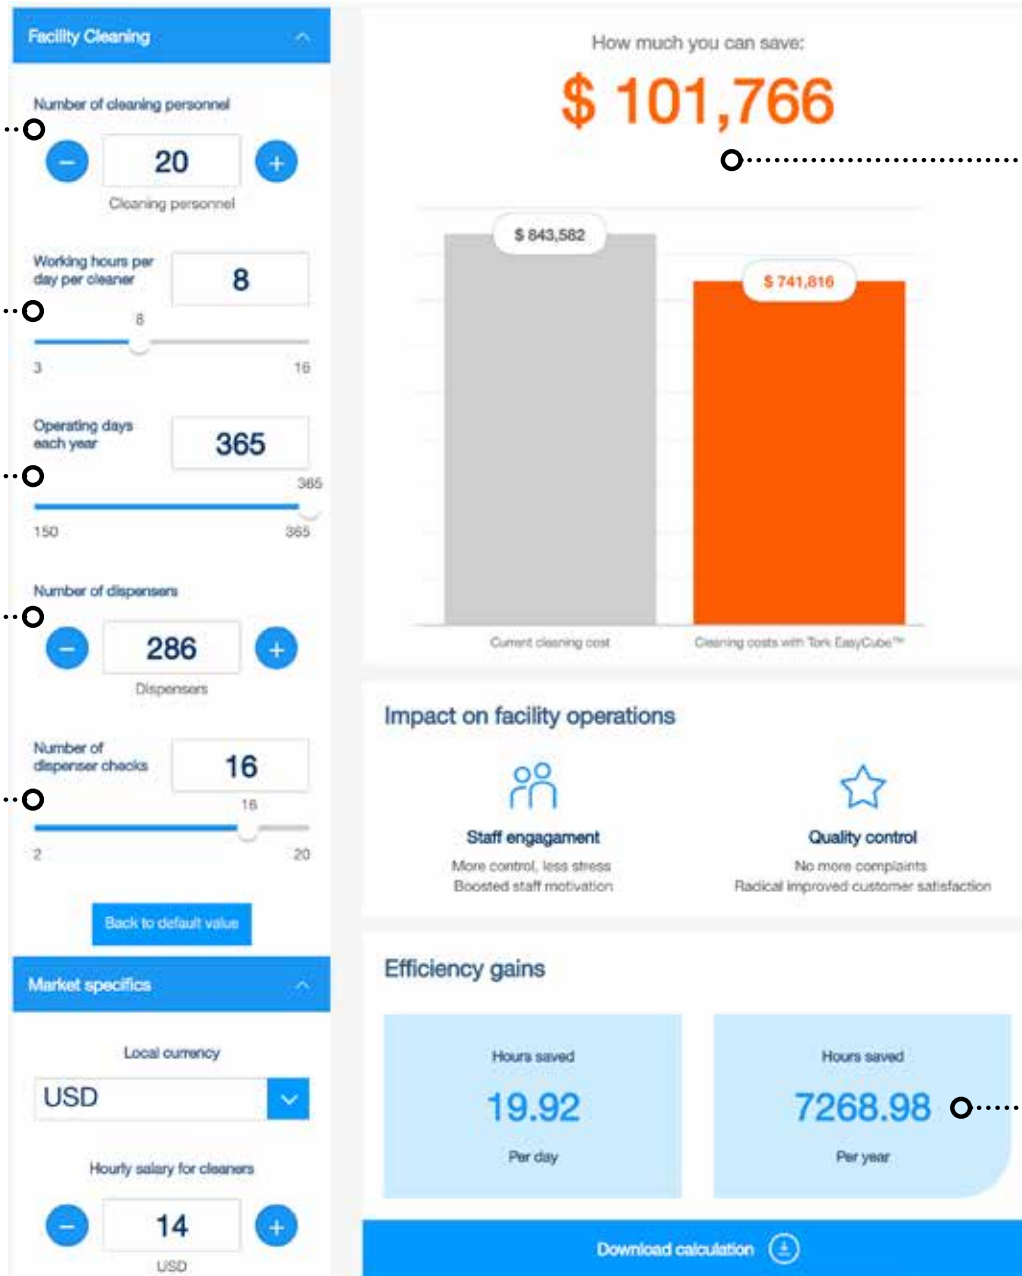 Facility Cleaning
Number of cleaning personnel
20
Cleaning personnel
Working hours per
day per cleaner
8
8
3
16
Operating days
each year
365
365
150
365
Number of dispensers
286
Dispensers
Number of
dispenser checks
16
16
2
20
Back to default value
Market specifics
Local currency
USD
Hourly salary for cleaners
14
USD
How much you can save:
$ 101,766
$ 843,582
$ 741,816
Current cleaning cost
Cleaning costs with Tork EasyCube™
Impact on facility operations
Staff engagament
More control, less stress
Boosted staff motivation
Quality control
No more complaints
Radical improved customer satisfaction
Efficiency gains
Hours saved
19.92
Per day
Hours saved
7268.98
Per year
Download calculation